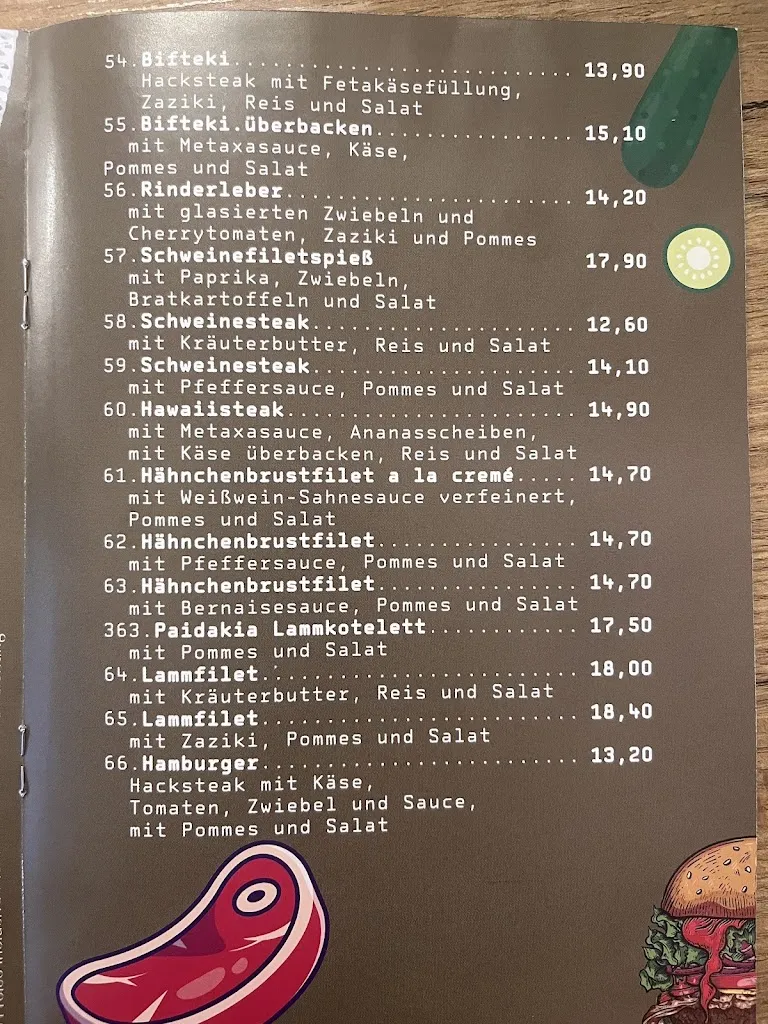 54.Bifteki........................... 13,90
Hacksteak mit Fetakäsefüllung,
Zaziki, Reis und Salat
55.Bifteki.überbacken................ 15,10
mit Metaxasauce, Käse,
Pommes und Salat
56.Rinderleber....................... 14,20
mit glasierten Zwiebeln und
Cherrytomaten, Zaziki und Pommes
57.Schweinefiletspieß 17,90
mit Paprika, Zwiebeln,
Bratkartoffeln und Salat
58.Schweinesteak..................... 12,60
mit Kräuterbutter, Reis und Salat
59.Schweinesteak..................... 14,10
mit Pfeffersauce, Pommes und Salat
60.Hawaiisteak....................... 14,90
mit Metaxasauce, Ananasscheiben,
mit Käse überbacken, Reis und Salat
61.Hähnchenbrustfilet a la cremé..... 14,70
mit Weißwein-Sahnesauce verfeinert,
Pommes und Salat
62.Hähnchenbrustfilet................ 14,70
mit Pfeffersauce, Pommes und Salat
63.Hähnchenbrustfilet................ 14,70
mit Bernaisesauce, Pommes und Salat
363.Paidakia Lammkotelett............ 17,50
mit Pommes und Salat
64.Lammfilet......................... 18,00
mit Kräuterbutter, Reis und Salat
65.Lammfilet......................... 18,40
mit Zaziki, Pommes und Salat
66.Hamburger......................... 13,20
Hacksteak mit Käse,
Tomaten, Zwiebel und Sauce,
mit Pommes und Salat